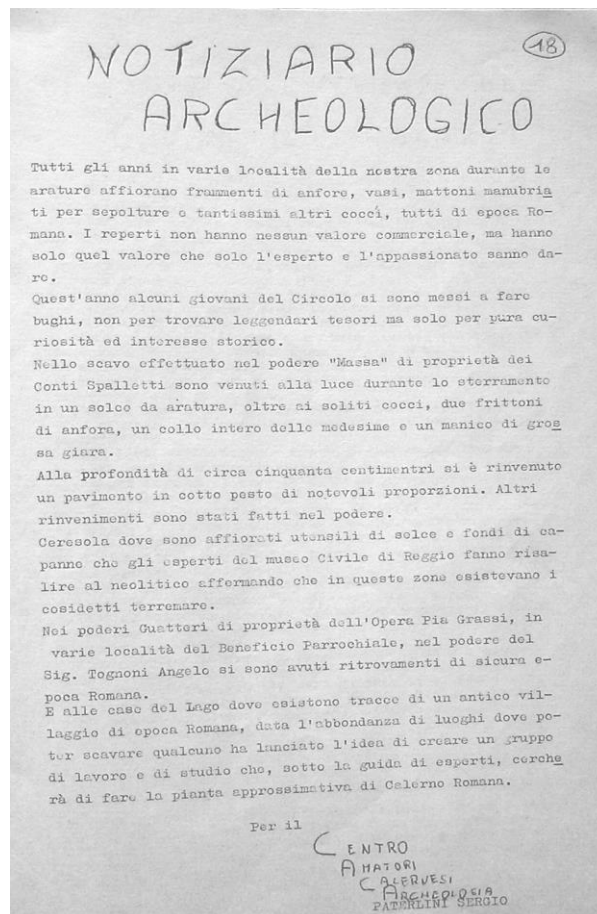 NOTIZIARIO
18
ARCHEOLOGICO
Tutti gli anni in varie località della nostra zona durante le
arature affiorano frammenti di anfore, vasi, mattoni manubria
ti per sepolture e tantissimi altri cocci, tutti di epoca Ro-
mana. I reperti non hanno nessun valore commerciale, ma hanno
solo quel valore che solo l'esperto e l'appassionato sanno da-
re.
Quest'anno alcuni giovani del Circolo si sono messi a fare
bughi, non per trovare leggendari tesori ma solo per pura cu-
riosità ed interesse storico.
Nello scavo effettuato nel podere "Massa" di proprietà dei
Conti Spalletti sono venuti alla luce durante lo sterramento
in un solco da aratura, oltre ai soliti cocci, due frittoni
di anfora, un collo intero delle medesime e un manico di gros
sa giara.
Alla profondità di circa cinquanta centimentri si è rinvenuto
un pavimento in cotto posto di notevoli proporzioni. Altri
rinvenimenti sono stati fatti nel podere.
Ceresola dove sono affiorati utensili di selce e fondi di ca-
panne che gli esperti del museo Civile di Reggio fanno risa-
lire al neolitico affermando che in queste zone esistevano i
cosidetti terremare.
Nei poderi Guattori di proprietà dell'Opera Pia Grassi, in
varie località del Beneficio Parrochiale, nel podere del
Sig. Tognoni Angelo si sono avuti ritrovamenti di sicura e-
poca Romana.
E alle case del Lago dove esistono tracce di un antico vil-
laggio di epoca Romana, data l'abbondanza di luoghi dove po-
ter scavare qualcuno ha lanciato l'idea di creare un gruppo
di lavoro e di studio che, sotto la guida di esperti, cerche
rà di fare la pianta approssimativa di Calerno Romana.
Per il
CENTRO
AMATORI
CALERVESI
ARCHEOLOSIA
PATERLINI SERGIO